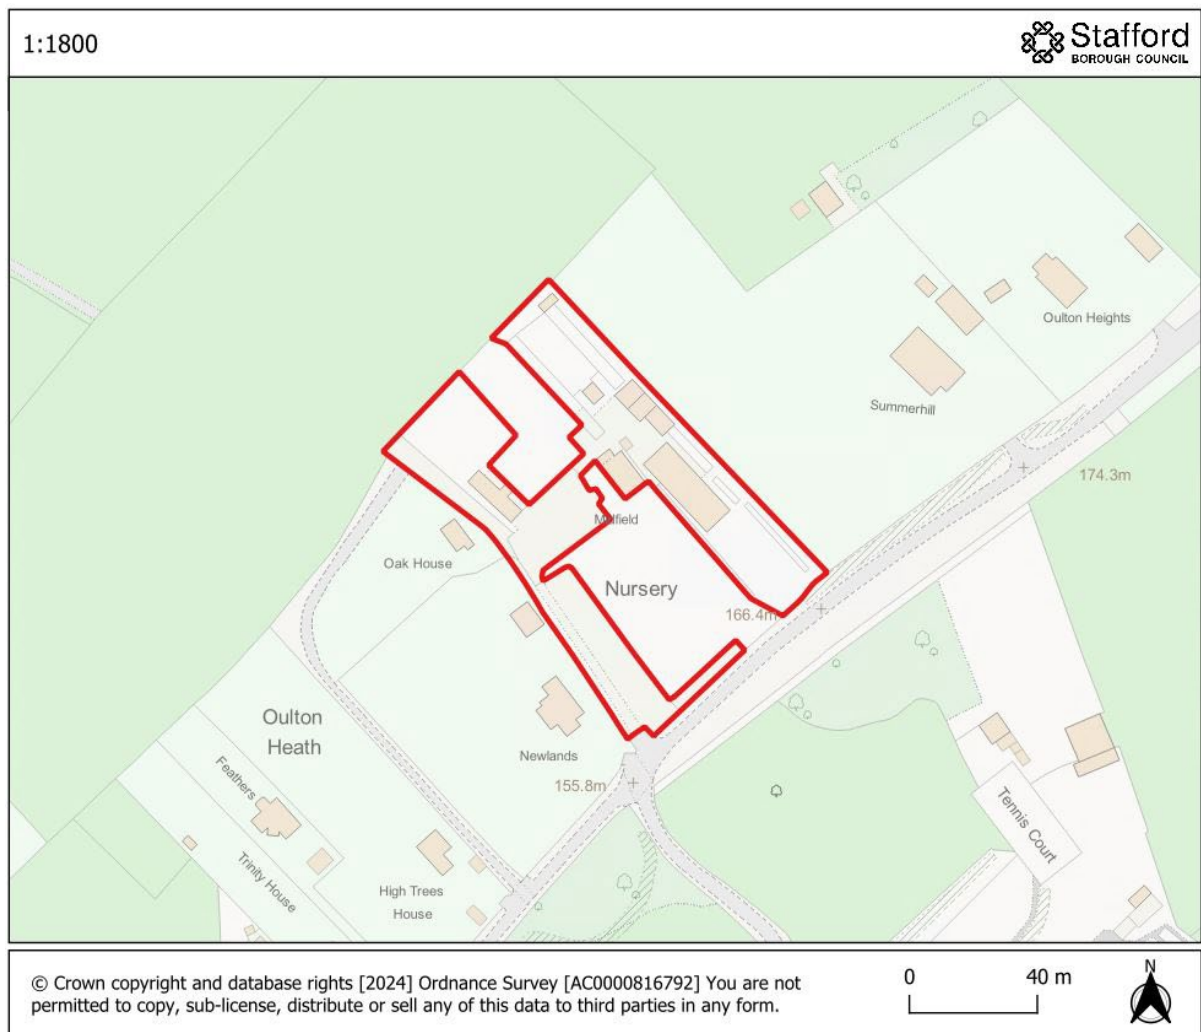 1:1800
Stafford
BOROUGH COUNCIL
Oulton Heights
Summerhill
174.3m
Millfield
Oak House
Nursery
166.4m
Oulton
Heath
Newlands
155.8m
Feathers
Tennis Court
Trinity House
High Trees
House
© Crown copyright and database rights [2024] Ordnance Survey [AC0000816792] You are not
permitted to copy, sub-license, distribute or sell any of this data to third parties in any form.
0 40 m
N